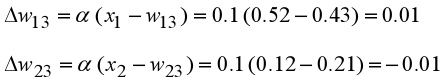 Δw₁₃ = α (x₁ − w₁₃) = 0.1 (0.52 − 0.43) = 0.01
Δw₂₃ = α (x₂ − w₂₃) = 0.1 (0.12 − 0.21) = − 0.01